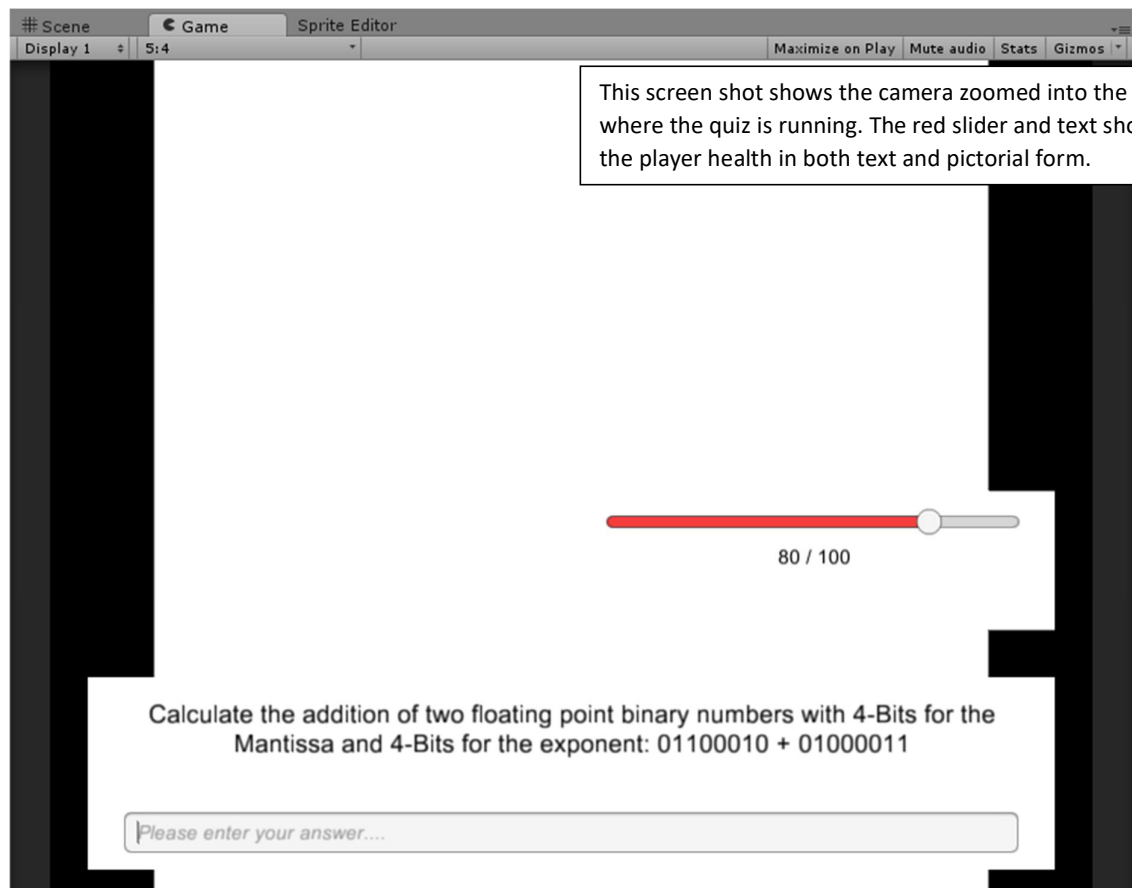 Scene Game Sprite Editor
Display 1 5:4 Maximize on Play Mute audio Stats Gizmos
This screen shot shows the camera zoomed into the
where the quiz is running. The red slider and text sho
the player health in both text and pictorial form.
80 / 100
Calculate the addition of two floating point binary numbers with 4-Bits for the
Mantissa and 4-Bits for the exponent: 01100010 + 01000011
Please enter your answer....